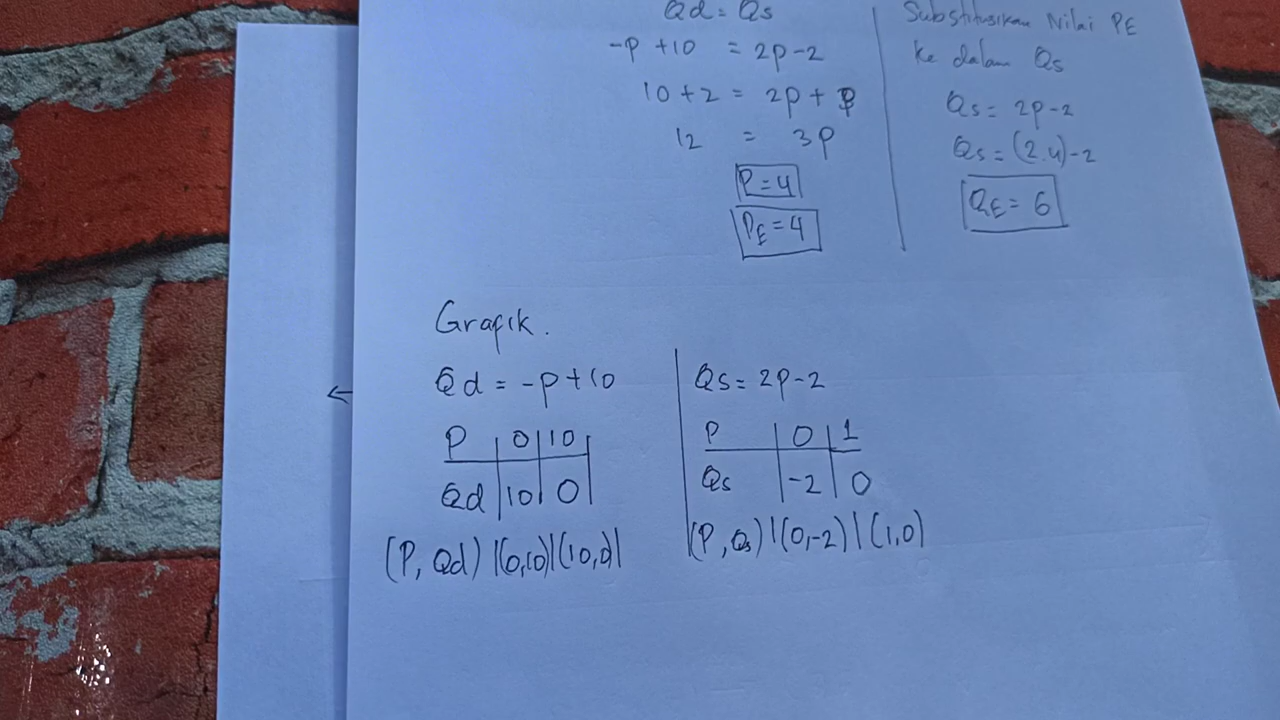 Qd = Qs
-P + 10 = 2P - 2
10 + 2 = 2P + P
12 = 3P
P = 4
PE = 4
Substitusikan Nilai PE
ke dalam Qs
Qs = 2P - 2
Qs = (2.4) - 2
QE = 6
Grafik.
Qd = -P + 10
P | 0 | 10
Qd | 10 | 0
(P, Qd) | (0,10) | (10,0) |
Qs = 2P - 2
P | 0 | 1
Qs | -2 | 0
(P, Qs) | (0,-2) | (1,0)
←